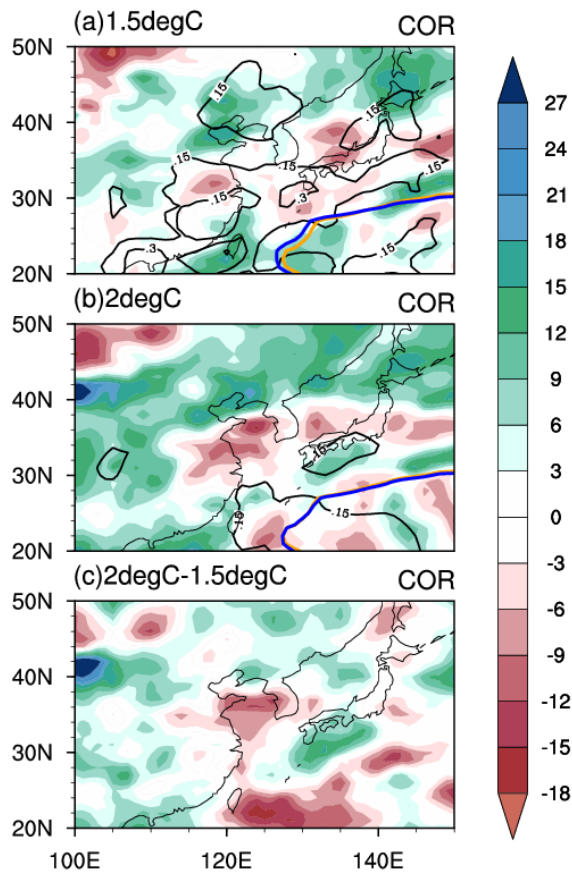 (a)1.5degC COR
50N
40N
30N
20N
.15
.15
.15
.15
.15
.15
.3
.3
.15
(b)2degC COR
50N
40N
30N
20N
.15
.15
.15
(c)2degC-1.5degC COR
50N
40N
30N
20N
100E 120E 140E
27
24
21
18
15
12
9
6
3
0
-3
-6
-9
-12
-15
-18